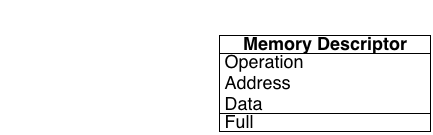 Memory Descriptor
Operation
Address
Data
Full